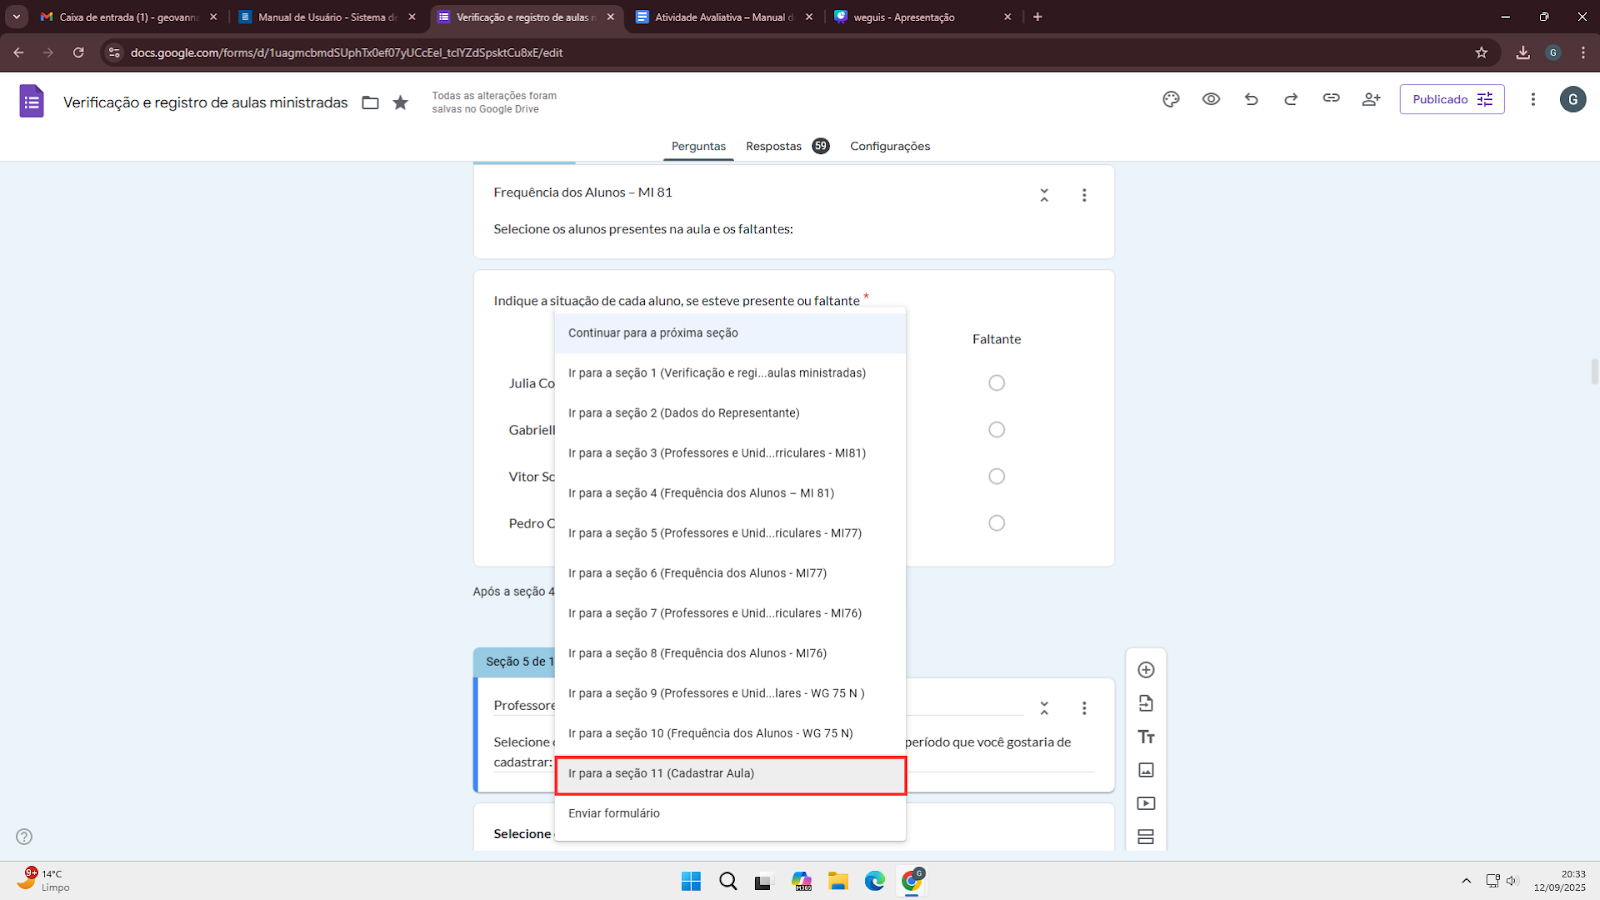 Caixa de entrada (1) - geovanna
Manual de Usuário - Sistema de
Verificação e registro de aulas m
Atividade Avaliativa – Manual d
weguis - Apresentação
docs.google.com/forms/d/1uagmcbmdSUphTx0ef07yUCcEeI_tclYZdSpsktCu8xE/edit
G
Verificação e registro de aulas ministradas
Todas as alterações foram
salvas no Google Drive
Publicado
G
Perguntas
Respostas
59
Configurações
Frequência dos Alunos – MI 81
Selecione os alunos presentes na aula e os faltantes:
Indique a situação de cada aluno, se esteve presente ou faltante *
Continuar para a próxima seção
Faltante
Ir para a seção 1 (Verificação e regi...aulas ministradas)
Julia Co
Ir para a seção 2 (Dados do Representante)
Gabriell
Ir para a seção 3 (Professores e Unid...rriculares - MI81)
Vitor Sc
Ir para a seção 4 (Frequência dos Alunos – MI 81)
Pedro C
Ir para a seção 5 (Professores e Unid...riculares - MI77)
Ir para a seção 6 (Frequência dos Alunos - MI77)
Após a seção 4
Ir para a seção 7 (Professores e Unid...riculares - MI76)
Ir para a seção 8 (Frequência dos Alunos - MI76)
Seção 5 de 1
Ir para a seção 9 (Professores e Unid...lares - WG 75 N )
Professore
Ir para a seção 10 (Frequência dos Alunos - WG 75 N)
Selecione
período que você gostaria de
cadastrar:
Ir para a seção 11 (Cadastrar Aula)
Enviar formulário
Selecione
Tт
9+
14°C
Limpo
M365
G
20:33
12/09/2025